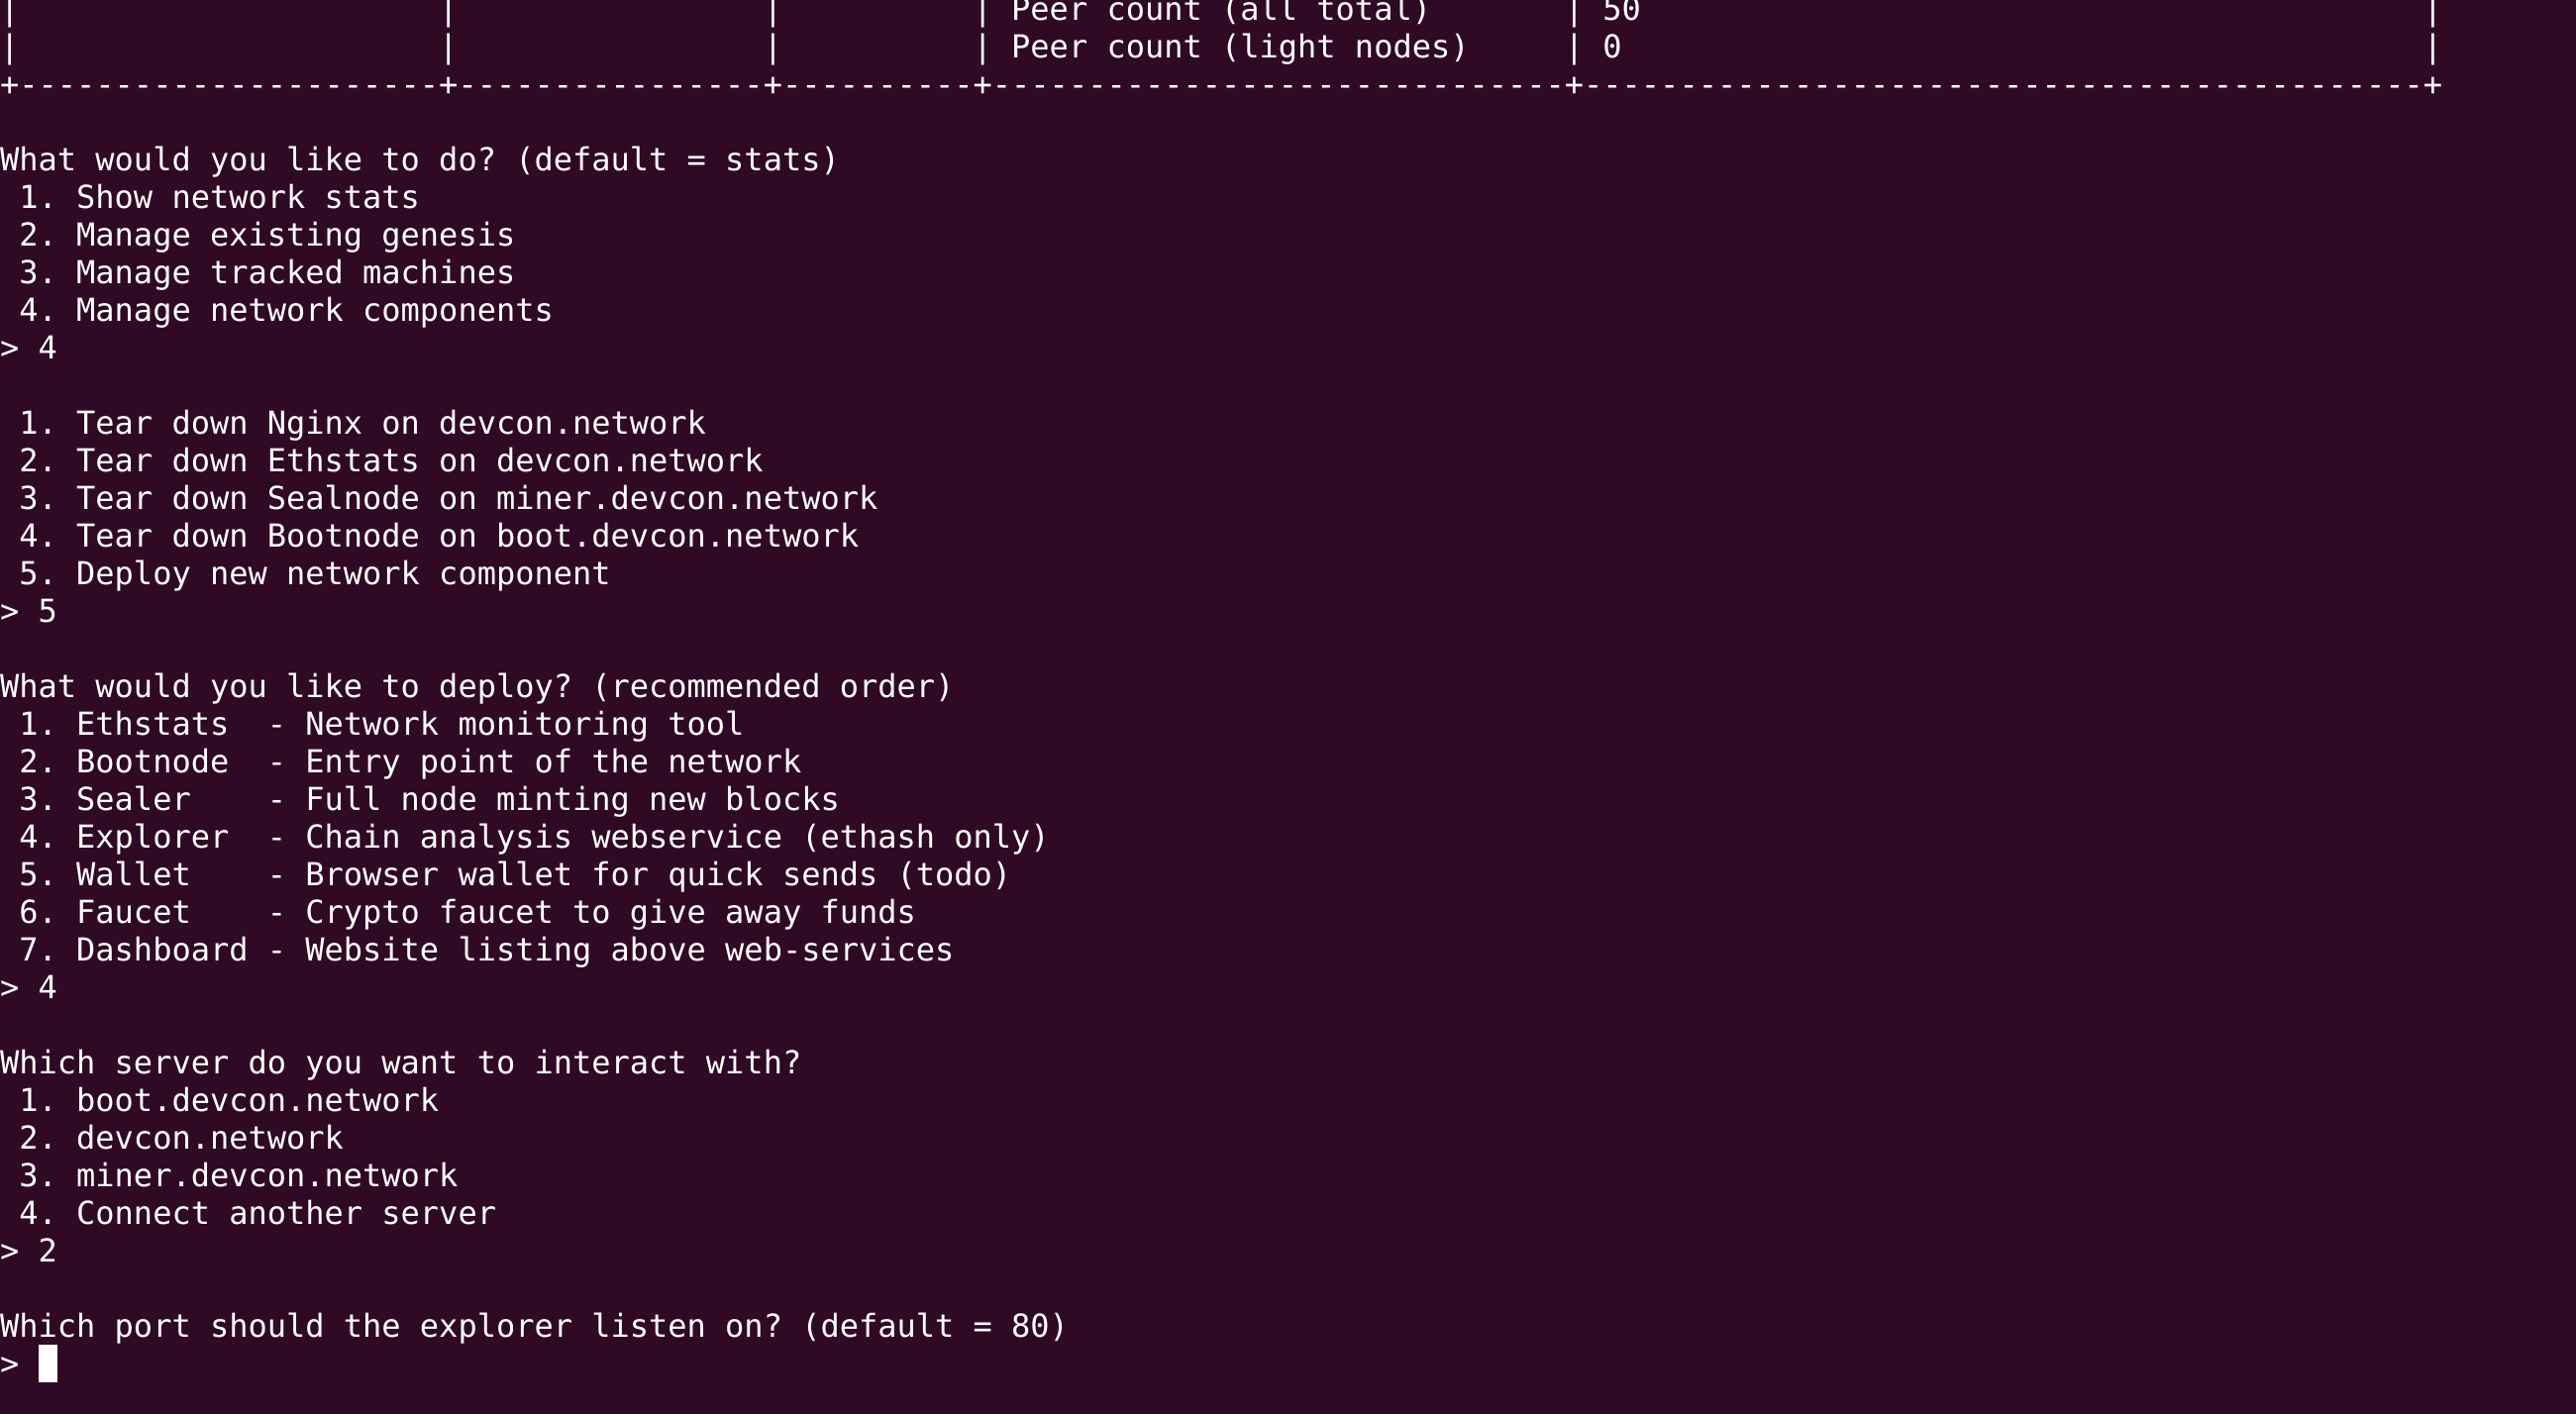 |                      |                |          | Peer count (all total)       | 50                                         |
|                      |                |          | Peer count (light nodes)     | 0                                          |
+----------------------+----------------+----------+------------------------------+--------------------------------------------+
What would you like to do? (default = stats)
 1. Show network stats
 2. Manage existing genesis
 3. Manage tracked machines
 4. Manage network components
> 4
 1. Tear down Nginx on devcon.network
 2. Tear down Ethstats on devcon.network
 3. Tear down Sealnode on miner.devcon.network
 4. Tear down Bootnode on boot.devcon.network
 5. Deploy new network component
> 5
What would you like to deploy? (recommended order)
 1. Ethstats  - Network monitoring tool
 2. Bootnode  - Entry point of the network
 3. Sealer    - Full node minting new blocks
 4. Explorer  - Chain analysis webservice (ethash only)
 5. Wallet    - Browser wallet for quick sends (todo)
 6. Faucet    - Crypto faucet to give away funds
 7. Dashboard - Website listing above web-services
> 4
Which server do you want to interact with?
 1. boot.devcon.network
 2. devcon.network
 3. miner.devcon.network
 4. Connect another server
> 2
Which port should the explorer listen on? (default = 80)
>